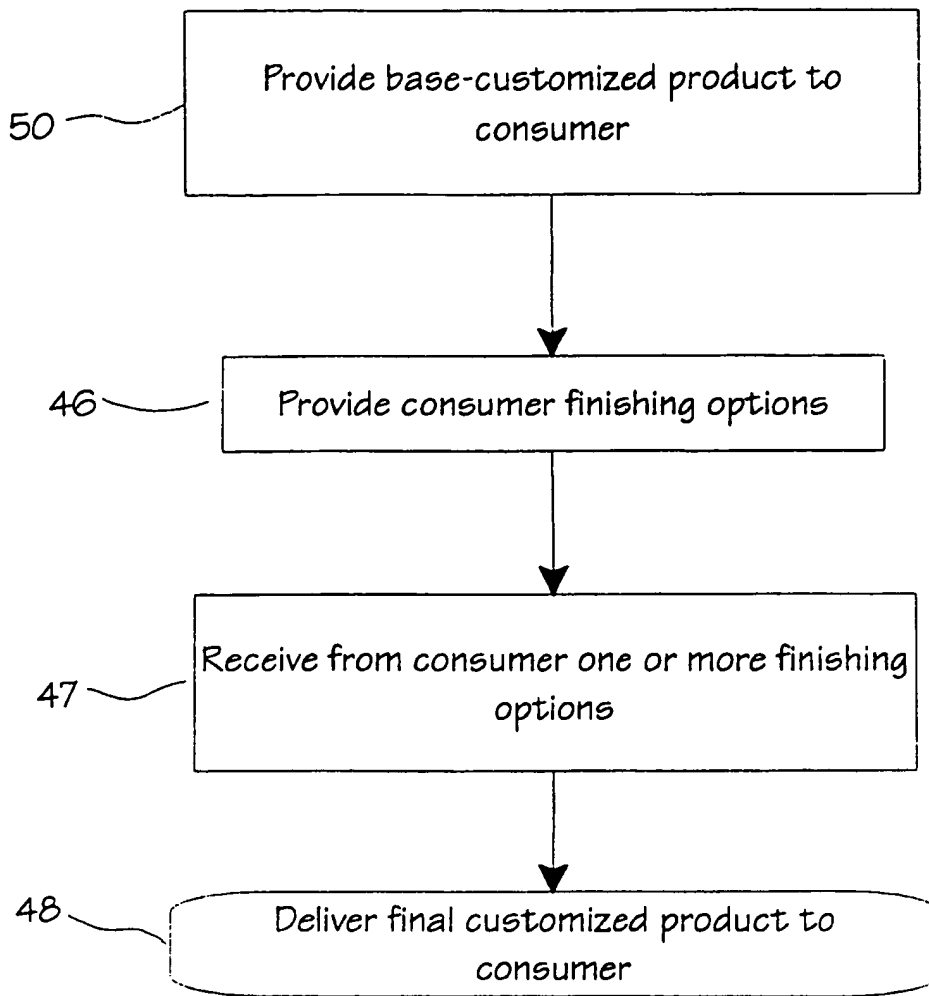 Provide base-customized product to
consumer
50
Provide consumer finishing options
46
Receive from consumer one or more finishing
options
47
Deliver final customized product to
consumer
48